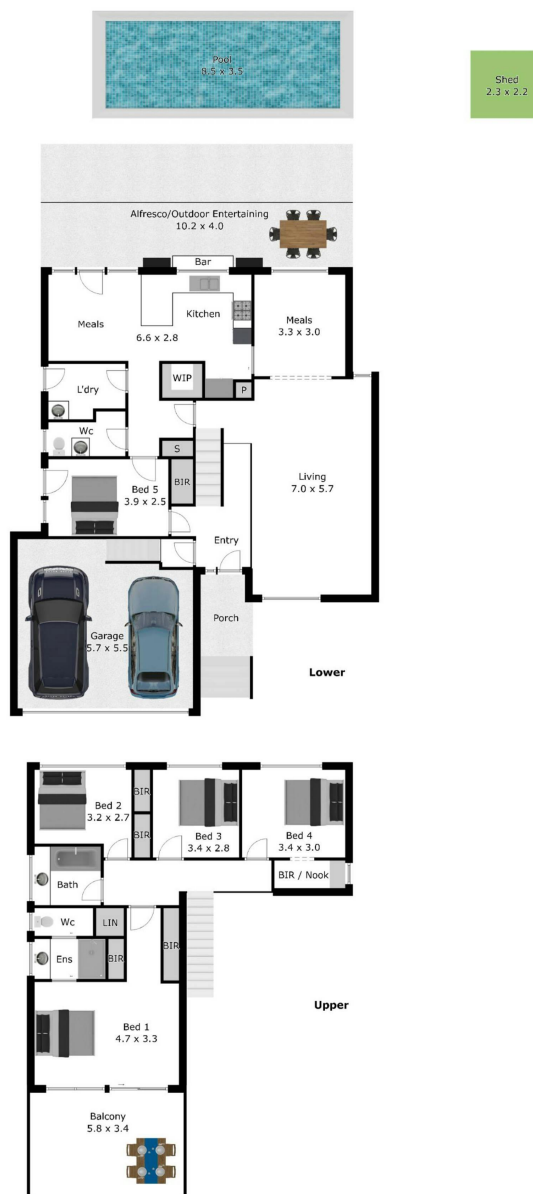 Pool
8.5 x 3.5
Shed
2.3 x 2.2
Alfresco/Outdoor Entertaining
10.2 x 4.0
Bar
Kitchen
Meals
6.6 x 2.8
Meals
3.3 x 3.0
WIP
P
L'dry
Wc
S
BIR
Bed 5
3.9 x 2.5
Living
7.0 x 5.7
Entry
Garage
5.7 x 5.5
Porch
Lower
Bed 2
3.2 x 2.7
BIR
BIR
Bed 3
3.4 x 2.8
Bed 4
3.4 x 3.0
BIR / Nook
Bath
Wc
LIN
Ens
BIR
BIR
Upper
Bed 1
4.7 x 3.3
Balcony
5.8 x 3.4